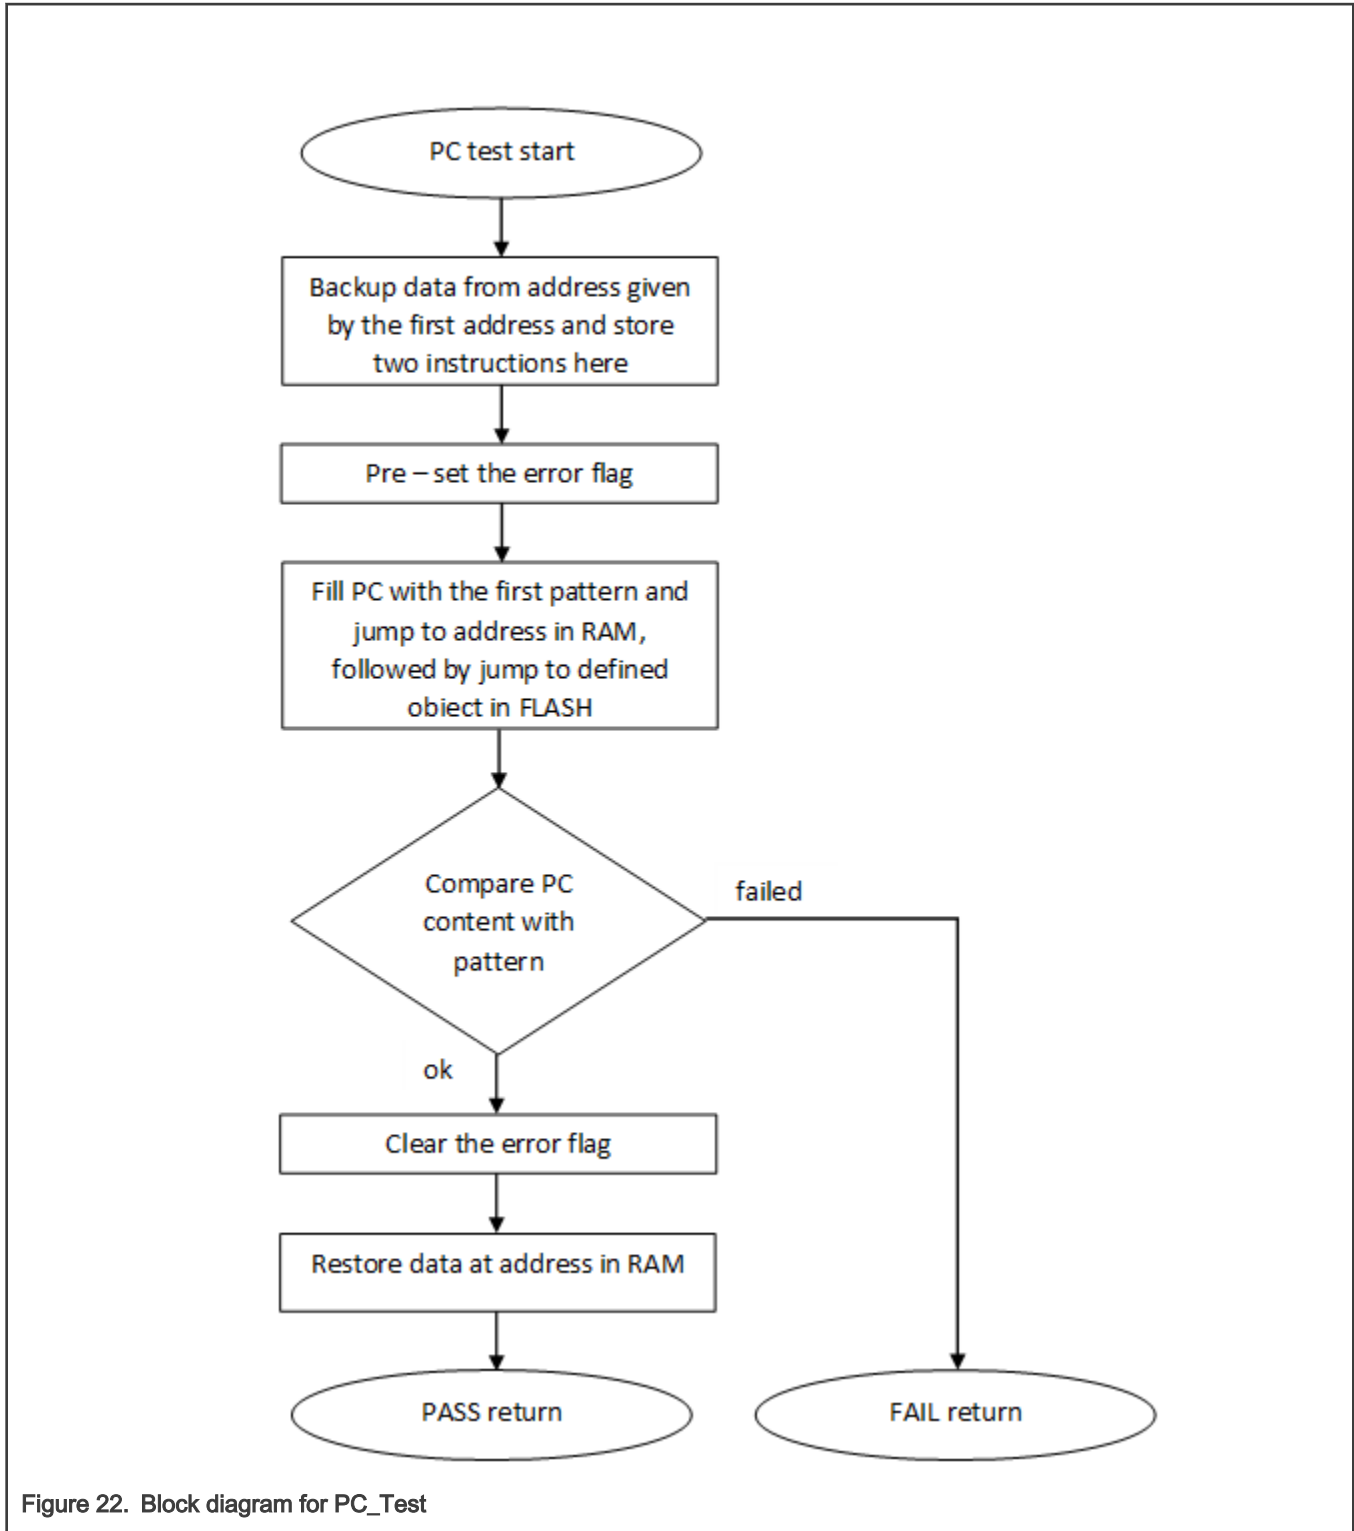 PC test start
Backup data from address given
by the first address and store
two instructions here
Pre – set the error flag
Fill PC with the first pattern and
jump to address in RAM,
followed by jump to defined
obiect in FLASH
Compare PC
content with
pattern
failed
ok
Clear the error flag
Restore data at address in RAM
PASS return
FAIL return
Figure 22. Block diagram for PC_Test